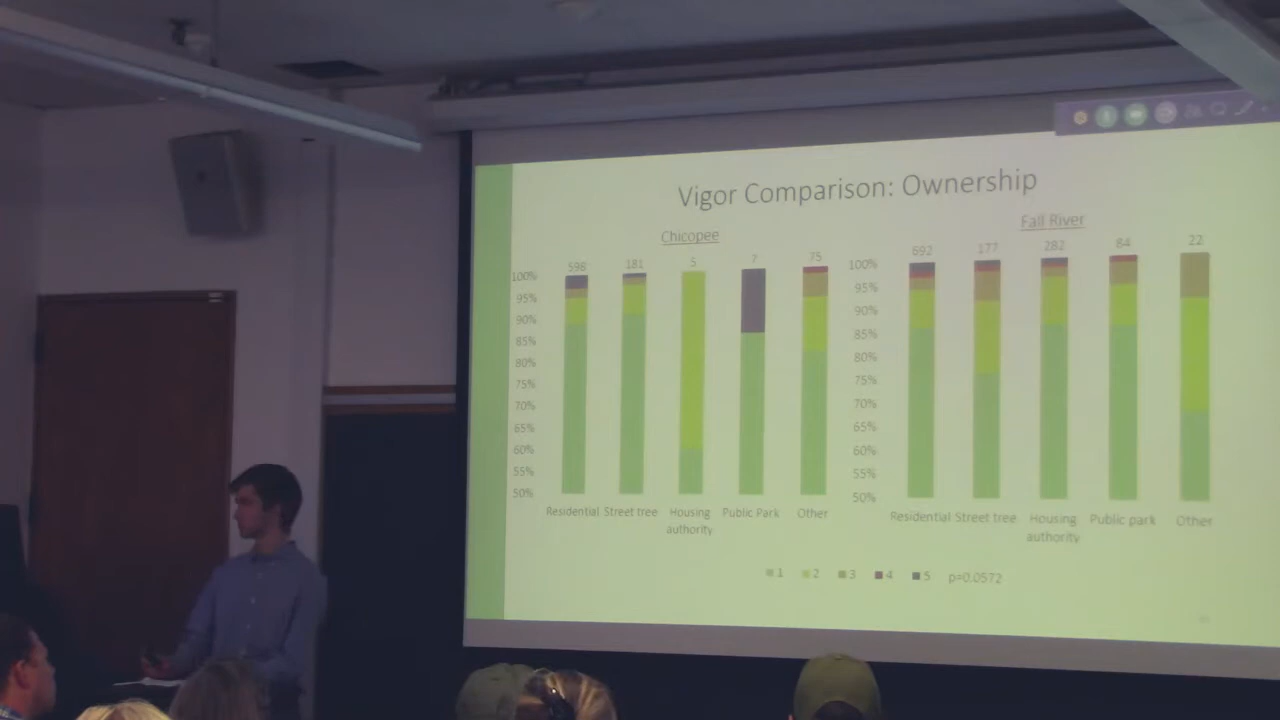 Vigor Comparison: Ownership
Chicopee
598 181 5 7 75
100%
95%
90%
85%
80%
75%
70%
65%
60%
55%
50%
Residential Street tree Housing authority Public Park Other
Fall River
692 177 282 84 22
100%
95%
90%
85%
80%
75%
70%
65%
60%
55%
50%
Residential Street tree Housing authority Public park Other
1 2 3 4 5 p=0.0572